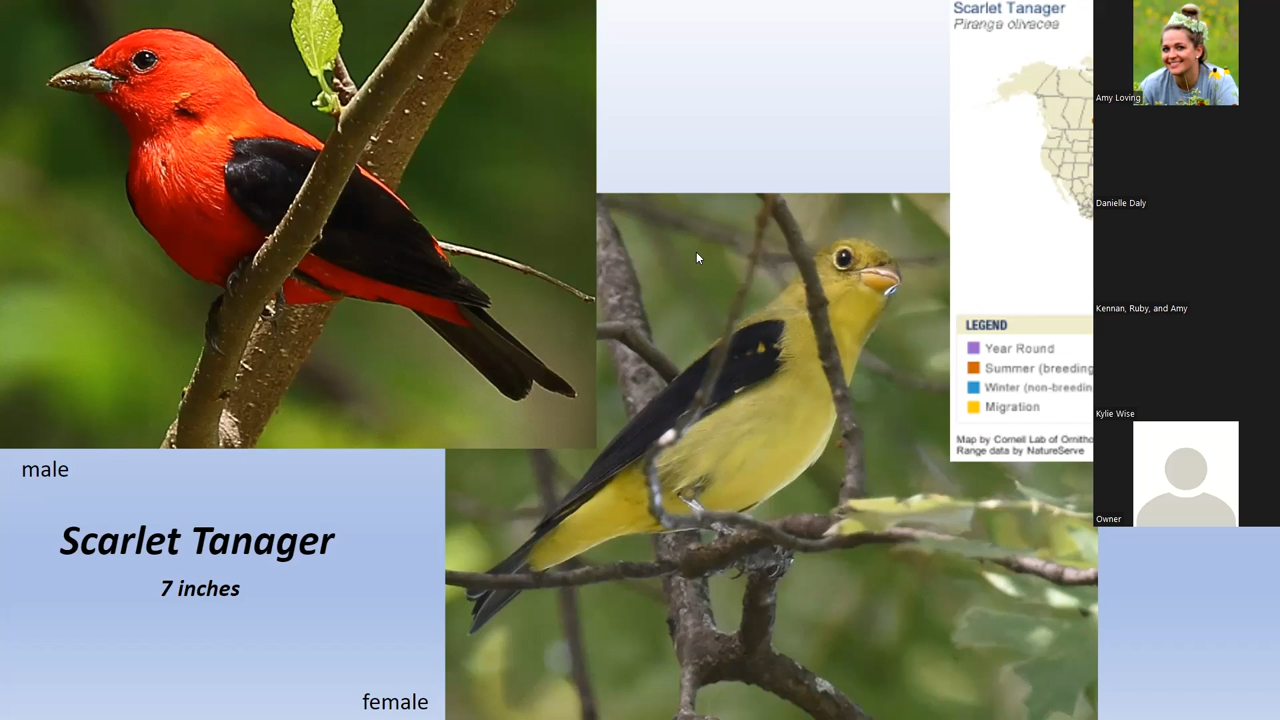 male
Scarlet Tanager
7 inches
female
Scarlet Tanager
Piranga olivacea
LEGEND
Year Round
Summer (breeding
Winter (non-breedin
Migration
Map by Cornell Lab of Ornitho
Range data by NatureServe
Amy Loving
Danielle Daly
Kennan, Ruby, and Amy
Kylie Wise
Owner